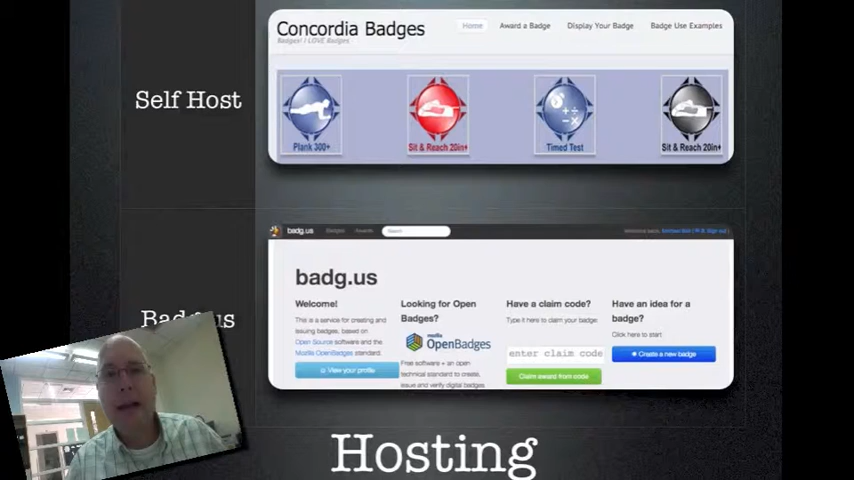 Self Host
Concordia Badges
Badges! I LOVE Badges
Home Award a Badge Display Your Badge Badge Use Examples
Plank 300+
Sit & Reach 20in+
Timed Test
Sit & Reach 20in+
badg.us Badges Awards Search
Welcome back,
Sign out
badg.us
Welcome!
This is a service for creating and
issuing badges, based on
Open Source software and the
Mozilla OpenBadges standard.
View your profile
Looking for Open
Badges?
mozilla
OpenBadges
Free software + an open
technical standard to create,
issue and verify digital badges
Have a claim code?
Type it here to claim your badge
enter claim code
Claim award from code
Have an idea for a
badge?
Click here to start
Create a new badge
Hosting